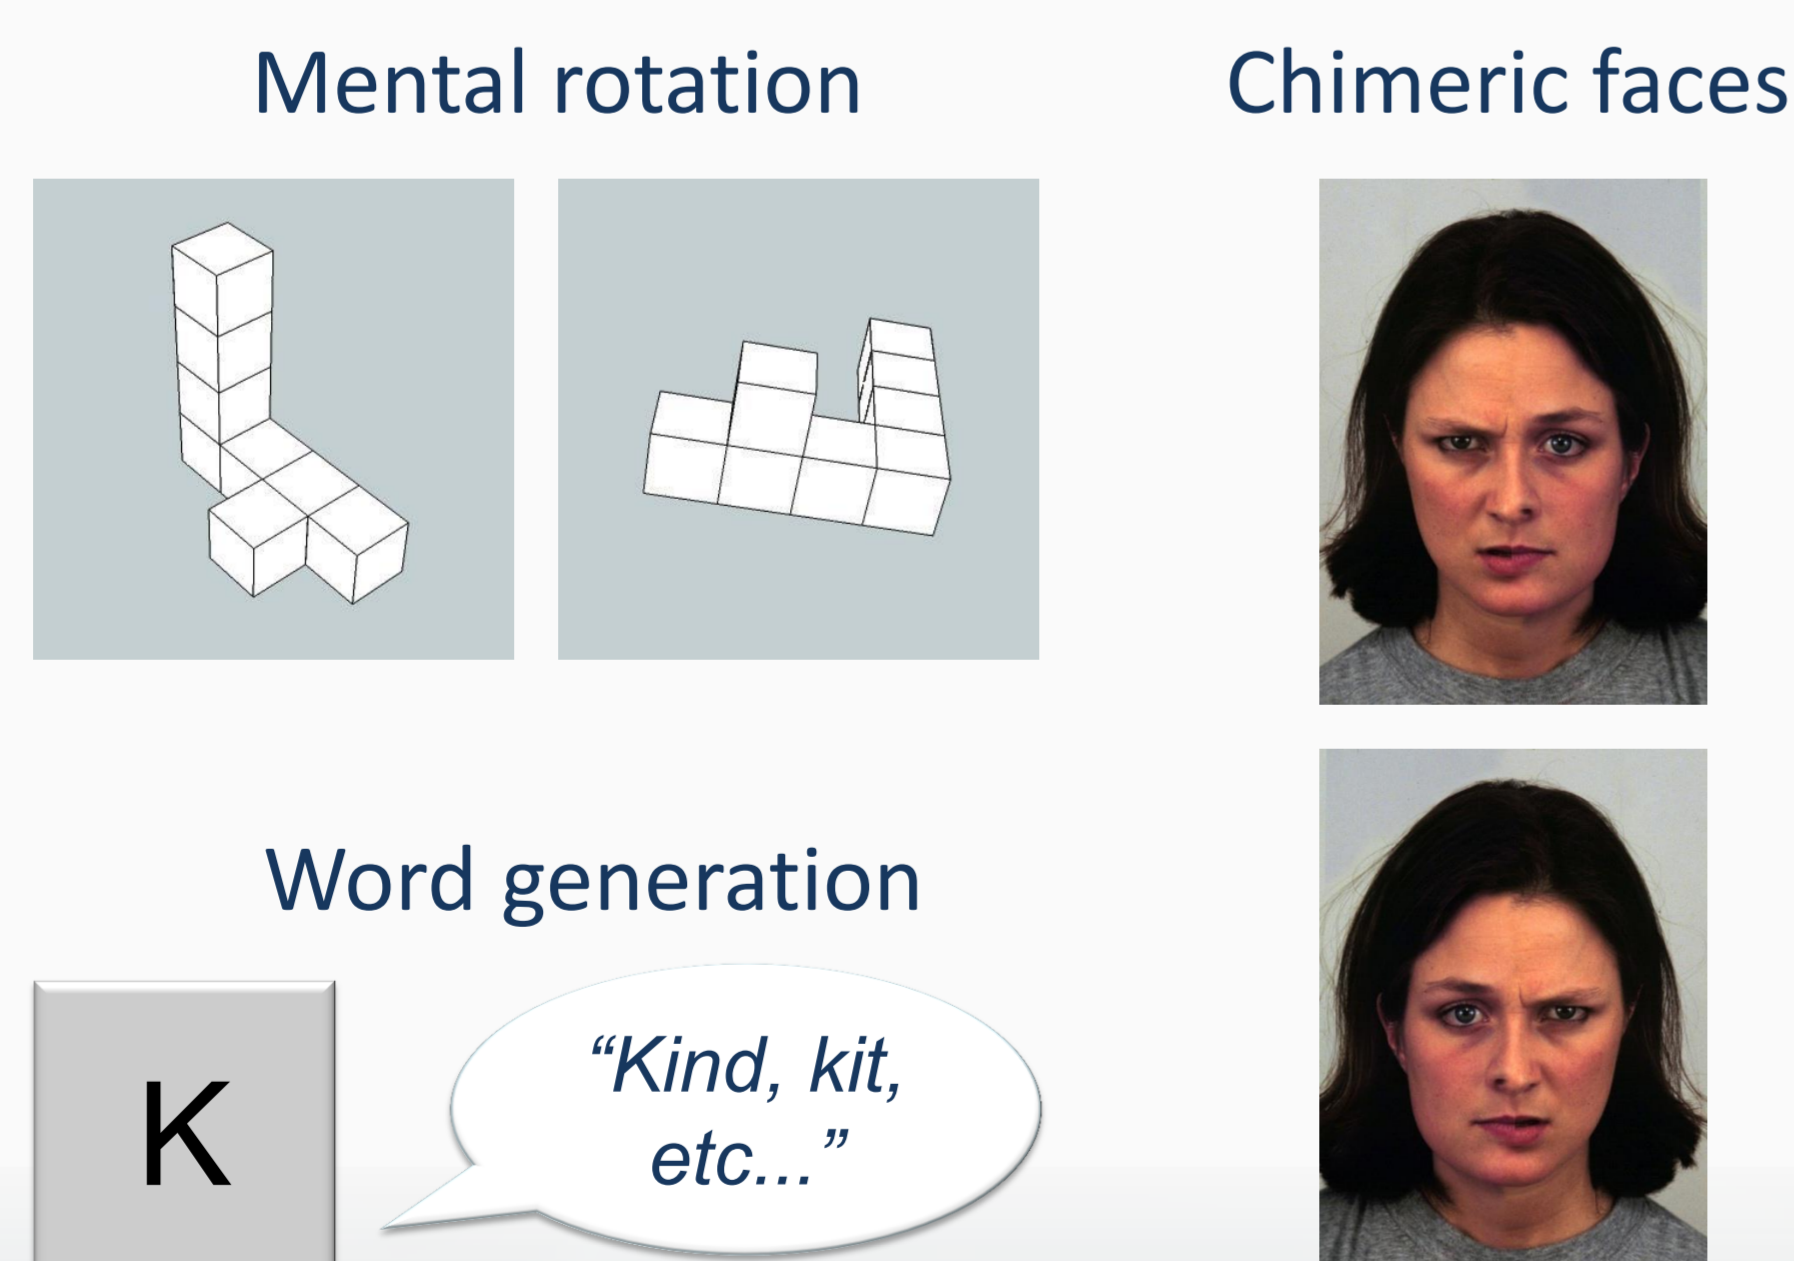 Mental rotation
Chimeric faces
Word generation
K
“Kind, kit,
etc...”